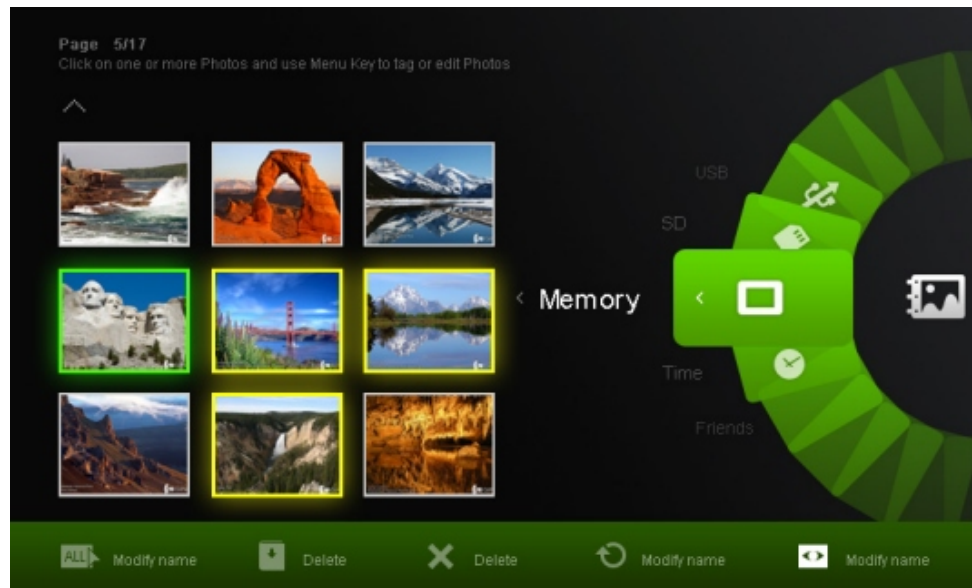 Page 5/17
Click on one or more Photos and use Menu Key to tag or edit Photos
USB
SD
Memory
Time
Friends
ALL Modify name Delete Delete Modify name Modify name